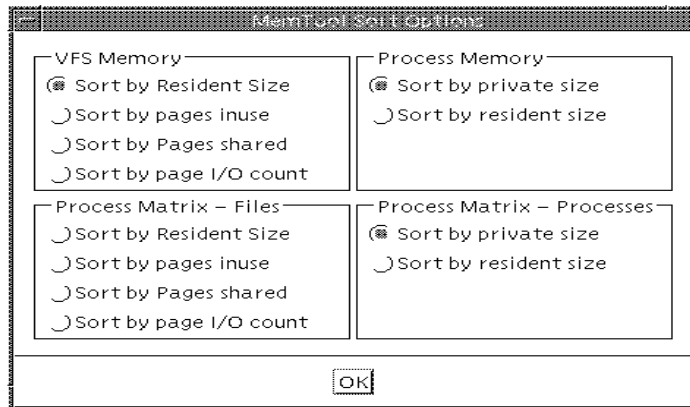 MemTool Sort Options
VFS Memory
Sort by Resident Size
Sort by pages inuse
Sort by Pages shared
Sort by page I/O count
Process Memory
Sort by private size
Sort by resident size
Process Matrix – Files
Sort by Resident Size
Sort by pages inuse
Sort by Pages shared
Sort by page I/O count
Process Matrix – Processes
Sort by private size
Sort by resident size
OK